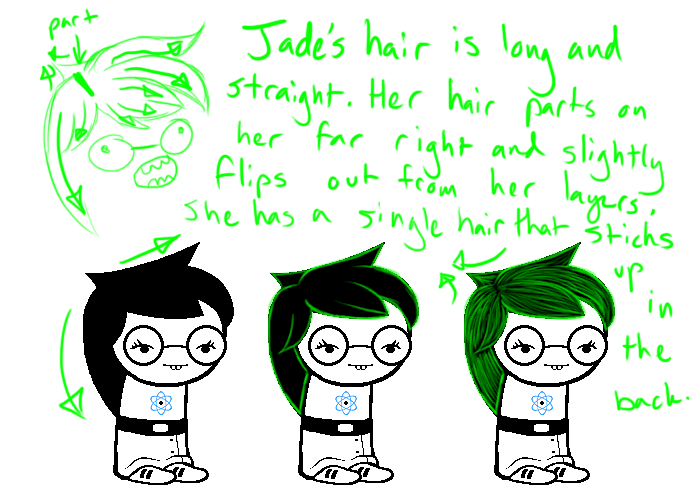 part
Jade's hair is long and
straight. Her hair parts on
her far right and slightly
flips out from her layers.
She has a single hair that sticks
up
in
the
back.